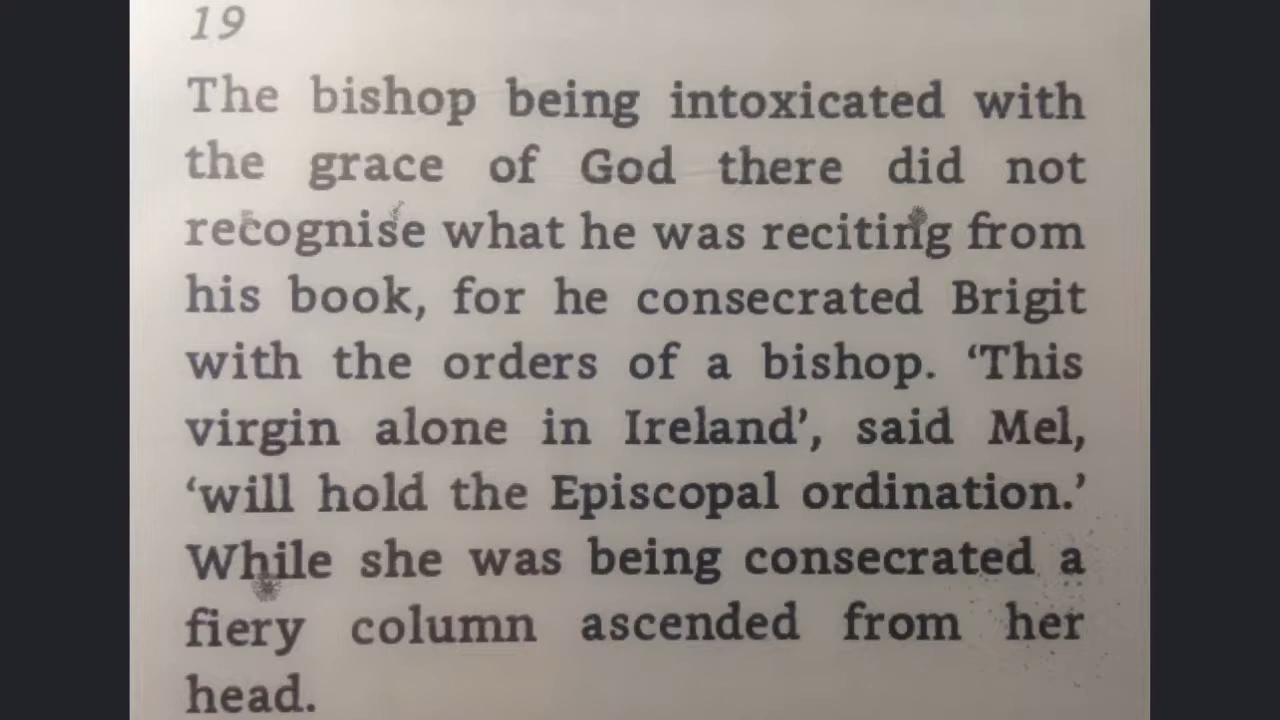 19
The bishop being intoxicated with
the grace of God there did not
recognise what he was reciting from
his book, for he consecrated Brigit
with the orders of a bishop. ‘This
virgin alone in Ireland’, said Mel,
‘will hold the Episcopal ordination.’
While she was being consecrated a
fiery column ascended from her
head.